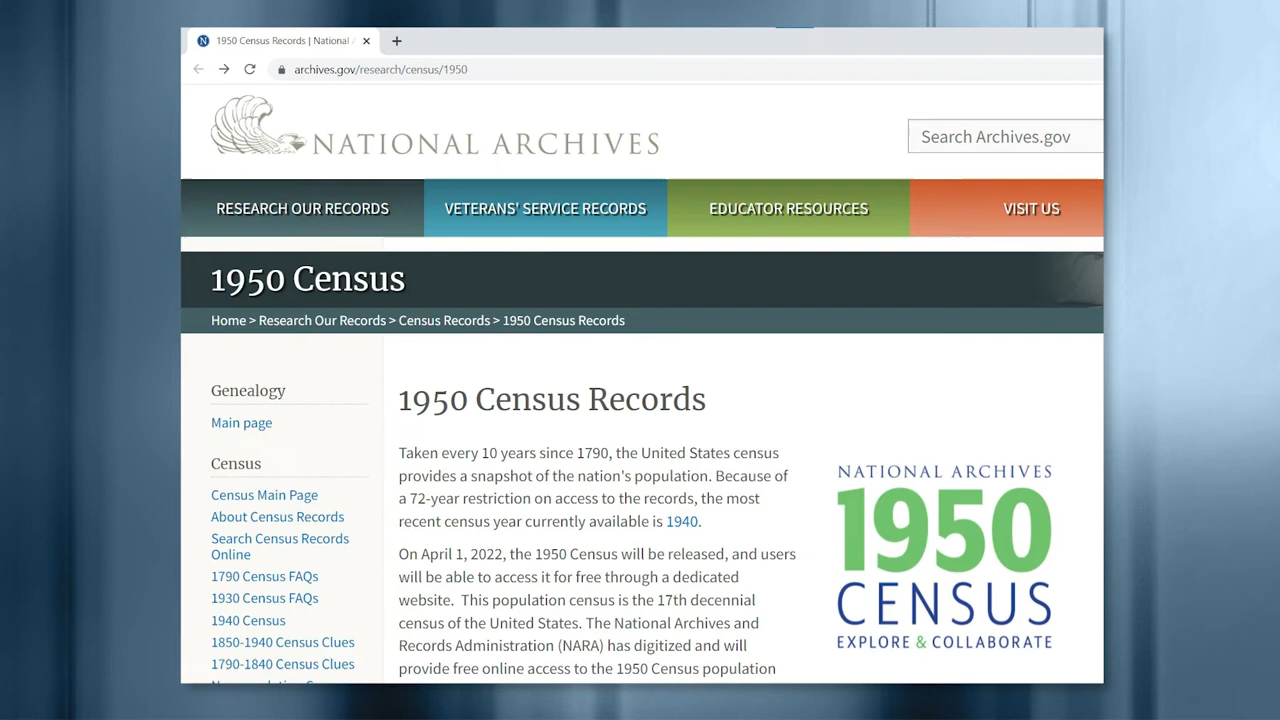 1950 Census Records | National
archives.gov/research/census/1950
NATIONAL ARCHIVES
Search Archives.gov
RESEARCH OUR RECORDS
VETERANS' SERVICE RECORDS
EDUCATOR RESOURCES
VISIT US
1950 Census
Home > Research Our Records > Census Records > 1950 Census Records
Genealogy
Main page
Census
Census Main Page
About Census Records
Search Census Records
Online
1790 Census FAQs
1930 Census FAQs
1940 Census
1850-1940 Census Clues
1790-1840 Census Clues
1950 Census Records
Taken every 10 years since 1790, the United States census
provides a snapshot of the nation's population. Because of
a 72-year restriction on access to the records, the most
recent census year currently available is 1940.
On April 1, 2022, the 1950 Census will be released, and users
will be able to access it for free through a dedicated
website. This population census is the 17th decennial
census of the United States. The National Archives and
Records Administration (NARA) has digitized and will
provide free online access to the 1950 Census population
NATIONAL ARCHIVES
1950
CENSUS
EXPLORE & COLLABORATE